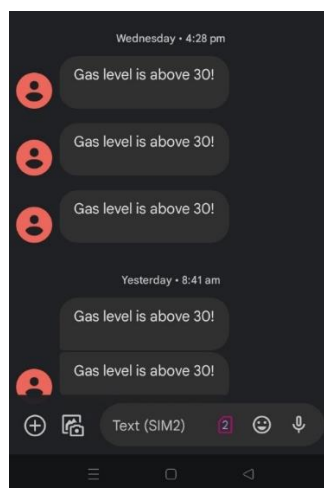 Wednesday • 4:28 pm
Gas level is above 30!
Gas level is above 30!
Gas level is above 30!
Yesterday • 8:41 am
Gas level is above 30!
Gas level is above 30!
Text (SIM2) 2